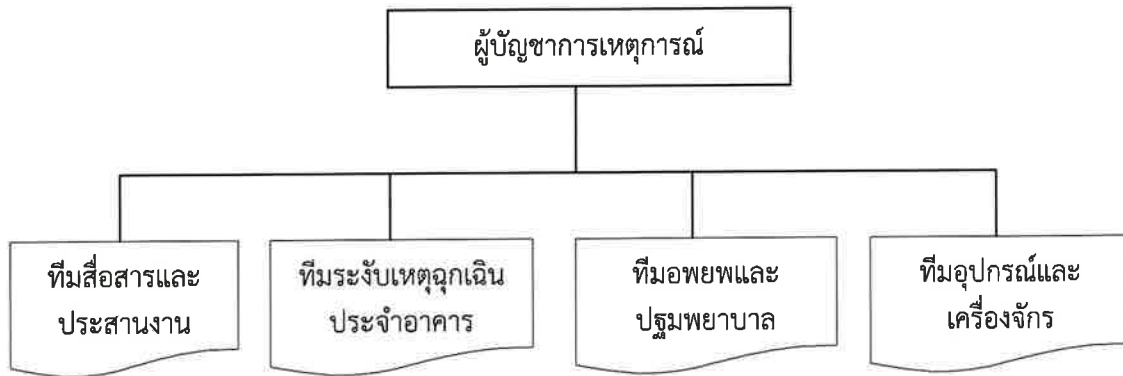 ผู้บัญชาการเหตุการณ์
ทีมสื่อสารและ
ประสานงาน
ทีมระงับเหตุฉุกเฉิน
ประจำอาคาร
ทีมอพยพและ
ปฐมพยาบาล
ทีมอุปกรณ์และ
เครื่องจักร